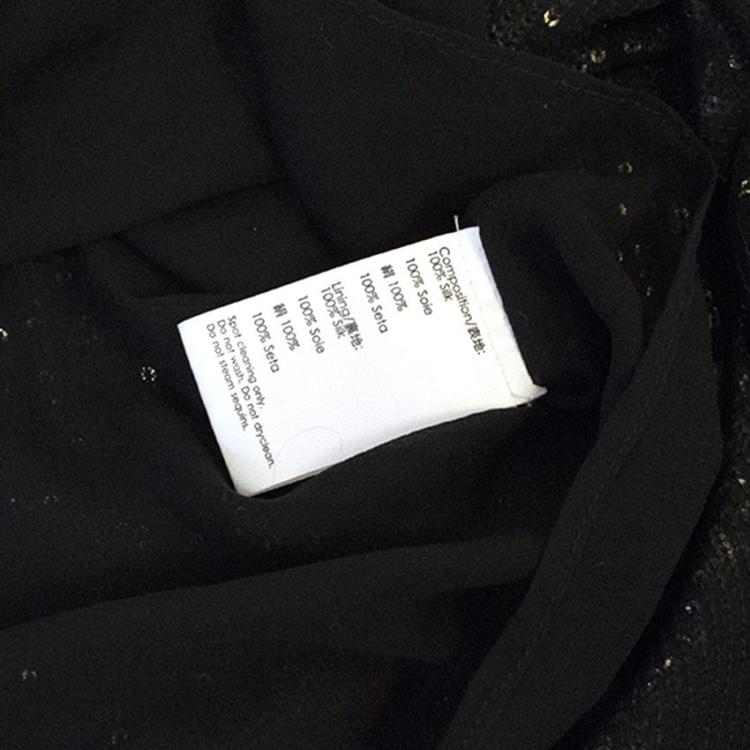 Composition/表地:
100% Silk
100% Soie
絹 100%
100% Seta
Lining/裏地:
100% Silk
100% Soie
絹 100%
100% Seta
Spot cleaning only.
Do not wash. Do not dryclean.
Do not steam sequins.